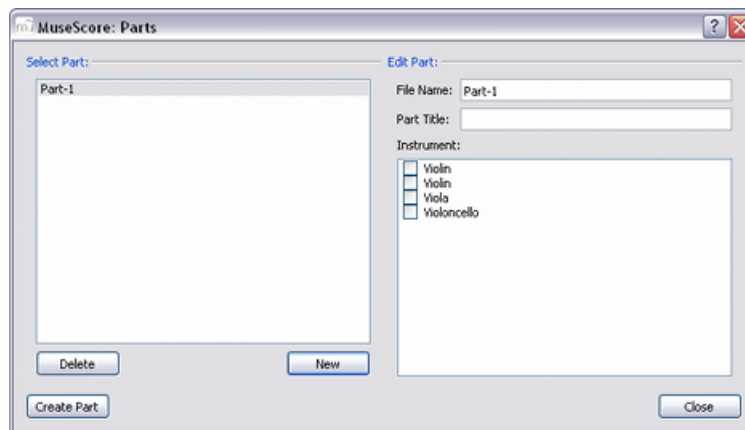 MuseScore: Parts
?
Select Part:
Part-1
Delete
New
Create Part
Edit Part:
File Name: Part-1
Part Title:
Instrument:
Violin
Violin
Viola
Violoncello
Close